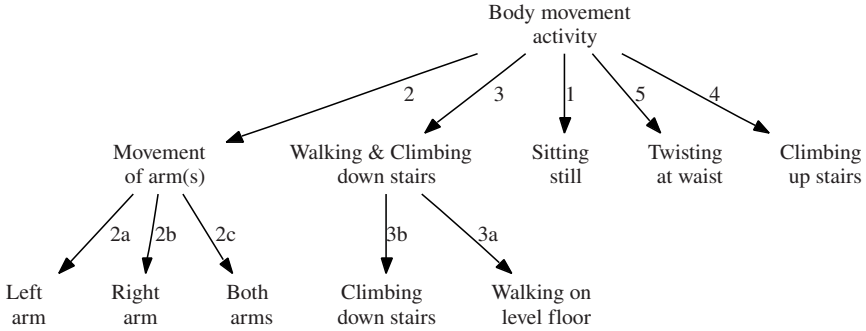 Body movement
activity
2
3
1
5
4
Movement
of arm(s)
Walking & Climbing
down stairs
Sitting
still
Twisting
at waist
Climbing
up stairs
2a
2b
2c
3b
3a
Left
arm
Right
arm
Both
arms
Climbing
down stairs
Walking on
level floor